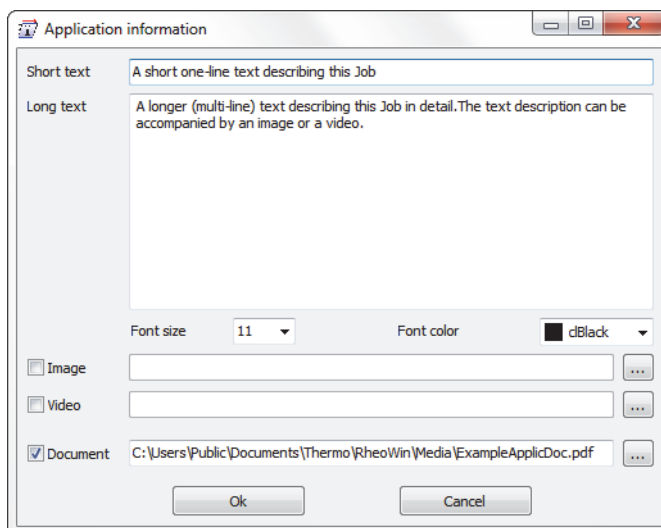 Application information
Short text A short one-line text describing this Job
Long text A longer (multi-line) text describing this Job in detail.The text description can be
accompanied by an image or a video.
Font size 11 Font color clBlack
Image ...
Video ...
Document C:\Users\Public\Documents\Thermo\RheoWin\Media\ExampleApplicDoc.pdf ...
Ok Cancel